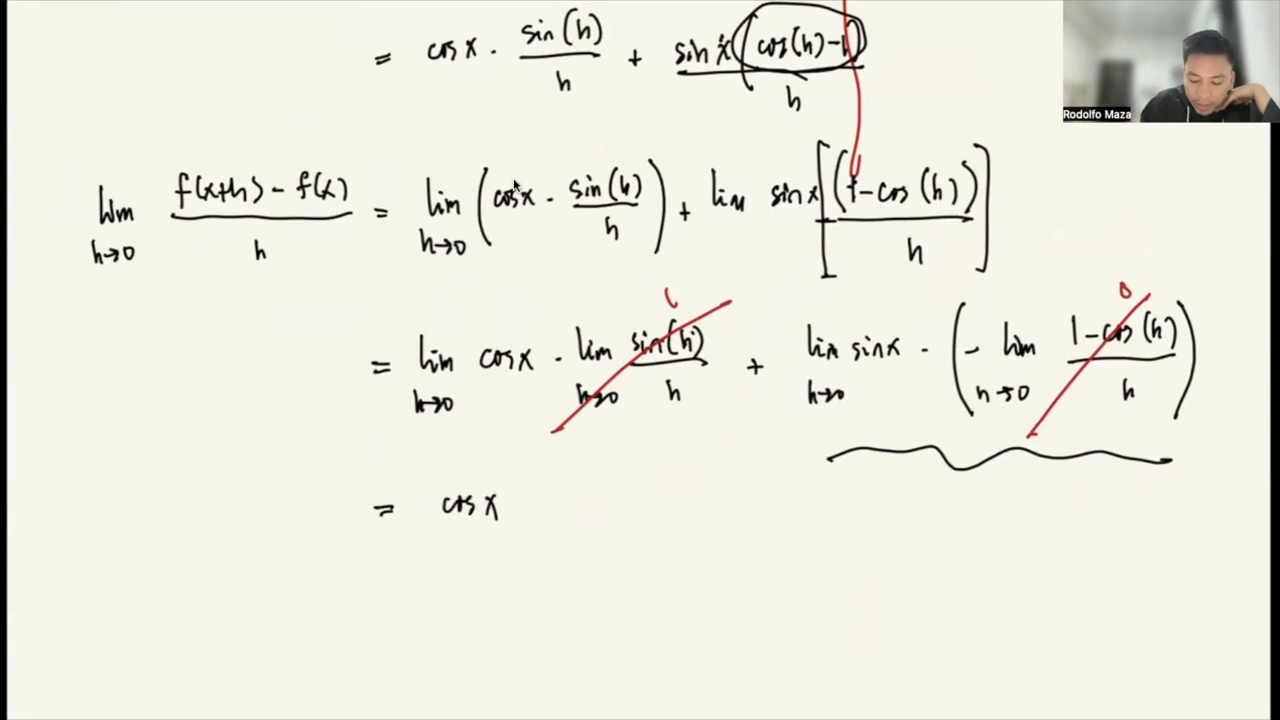 = cos x · sin(h)/h + sin x (cos(h)-1)/h
Rodolfo Maza
lim h→0 f(x+h) - f(x)/h = lim h→0 (cos x · sin(h)/h) + lim sin x [(1-cos(h))/h]
1 0
= lim h→0 cos x · lim h→0 sin(h)/h + lim h→0 sin x · (- lim h→0 1-cos(h)/h)
= cos x